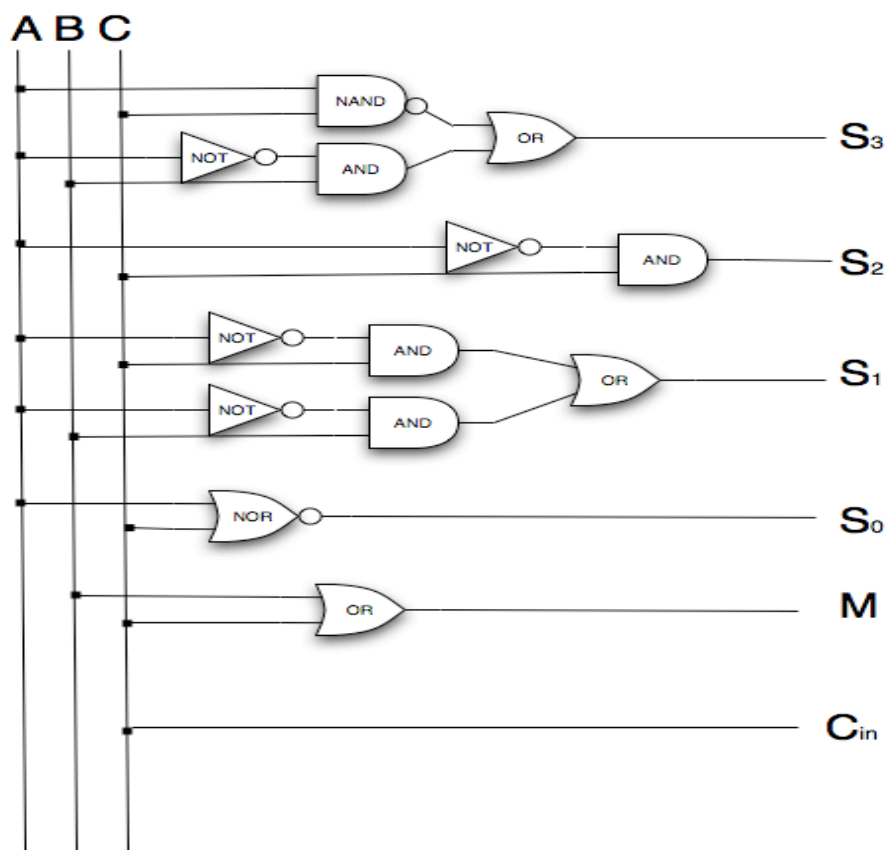 A B C
NAND
OR
S3
NOT
AND
NOT
AND
S2
NOT
AND
OR
S1
NOT
AND
NOR
S0
OR
M
Cin